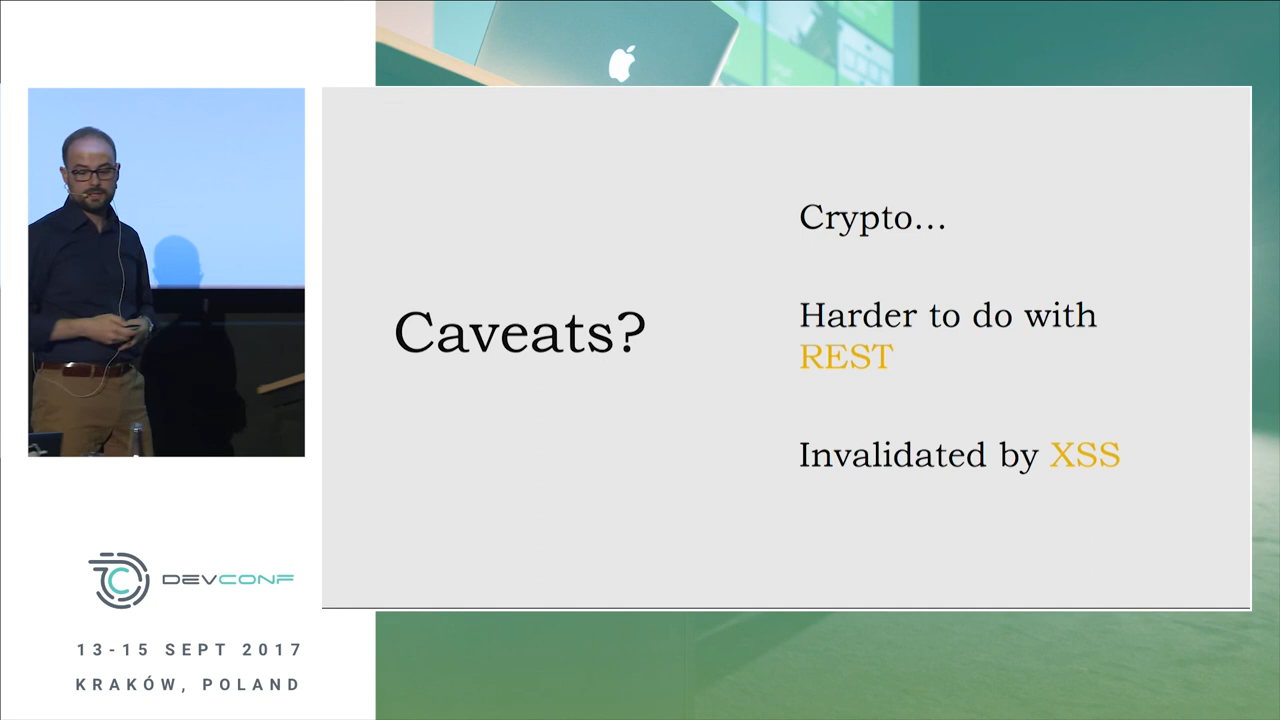 Caveats?
Crypto...
Harder to do with
REST
Invalidated by XSS
DEVCONF
13-15 SEPT 2017
KRAKÓW, POLAND